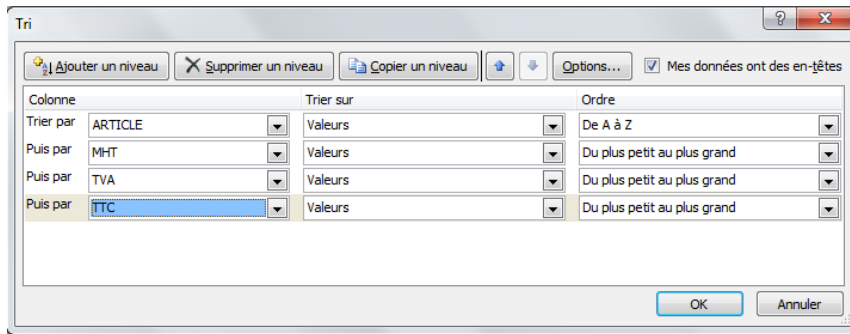 Tri
Ajouter un niveau Supprimer un niveau Copier un niveau Options... Mes données ont des en-têtes
Colonne Trier sur Ordre
Trier par ARTICLE Valeurs De A à Z
Puis par MHT Valeurs Du plus petit au plus grand
Puis par TVA Valeurs Du plus petit au plus grand
Puis par TTC Valeurs Du plus petit au plus grand
OK Annuler